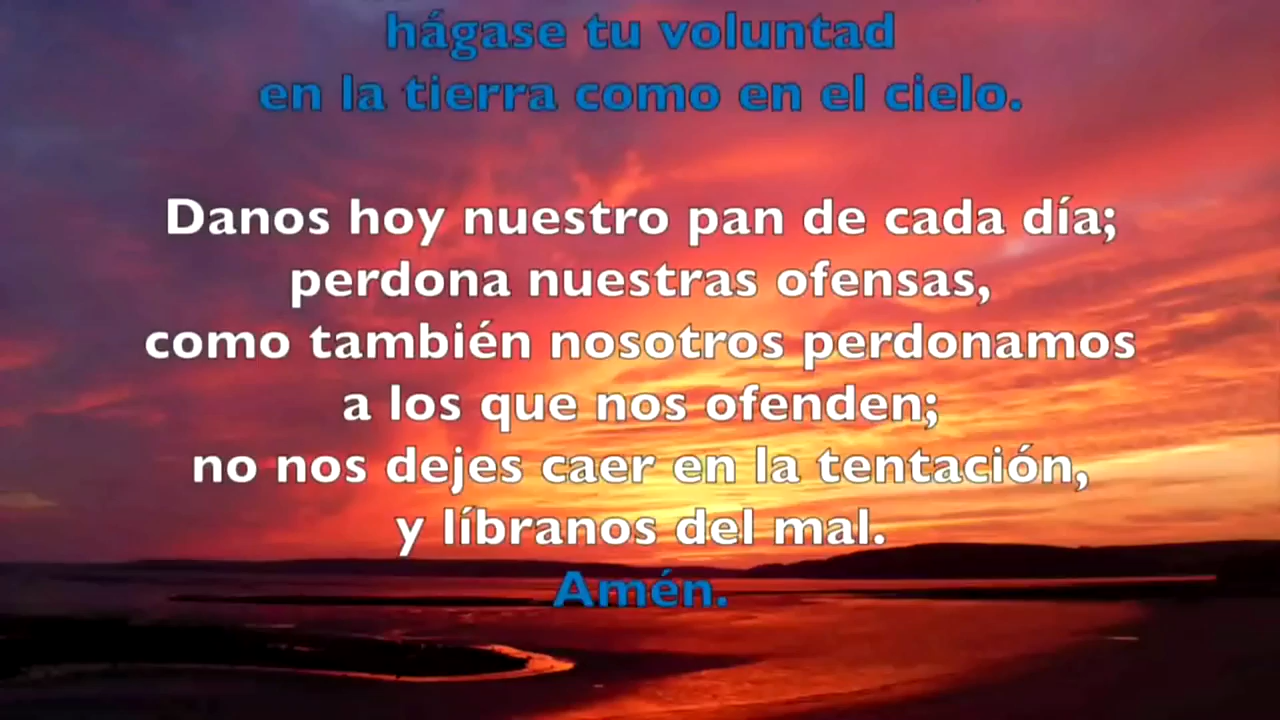 hágase tu voluntad
en la tierra como en el cielo.
Danos hoy nuestro pan de cada día;
perdona nuestras ofensas,
como también nosotros perdonamos
a los que nos ofenden;
no nos dejes caer en la tentación,
y líbranos del mal.
Amén.